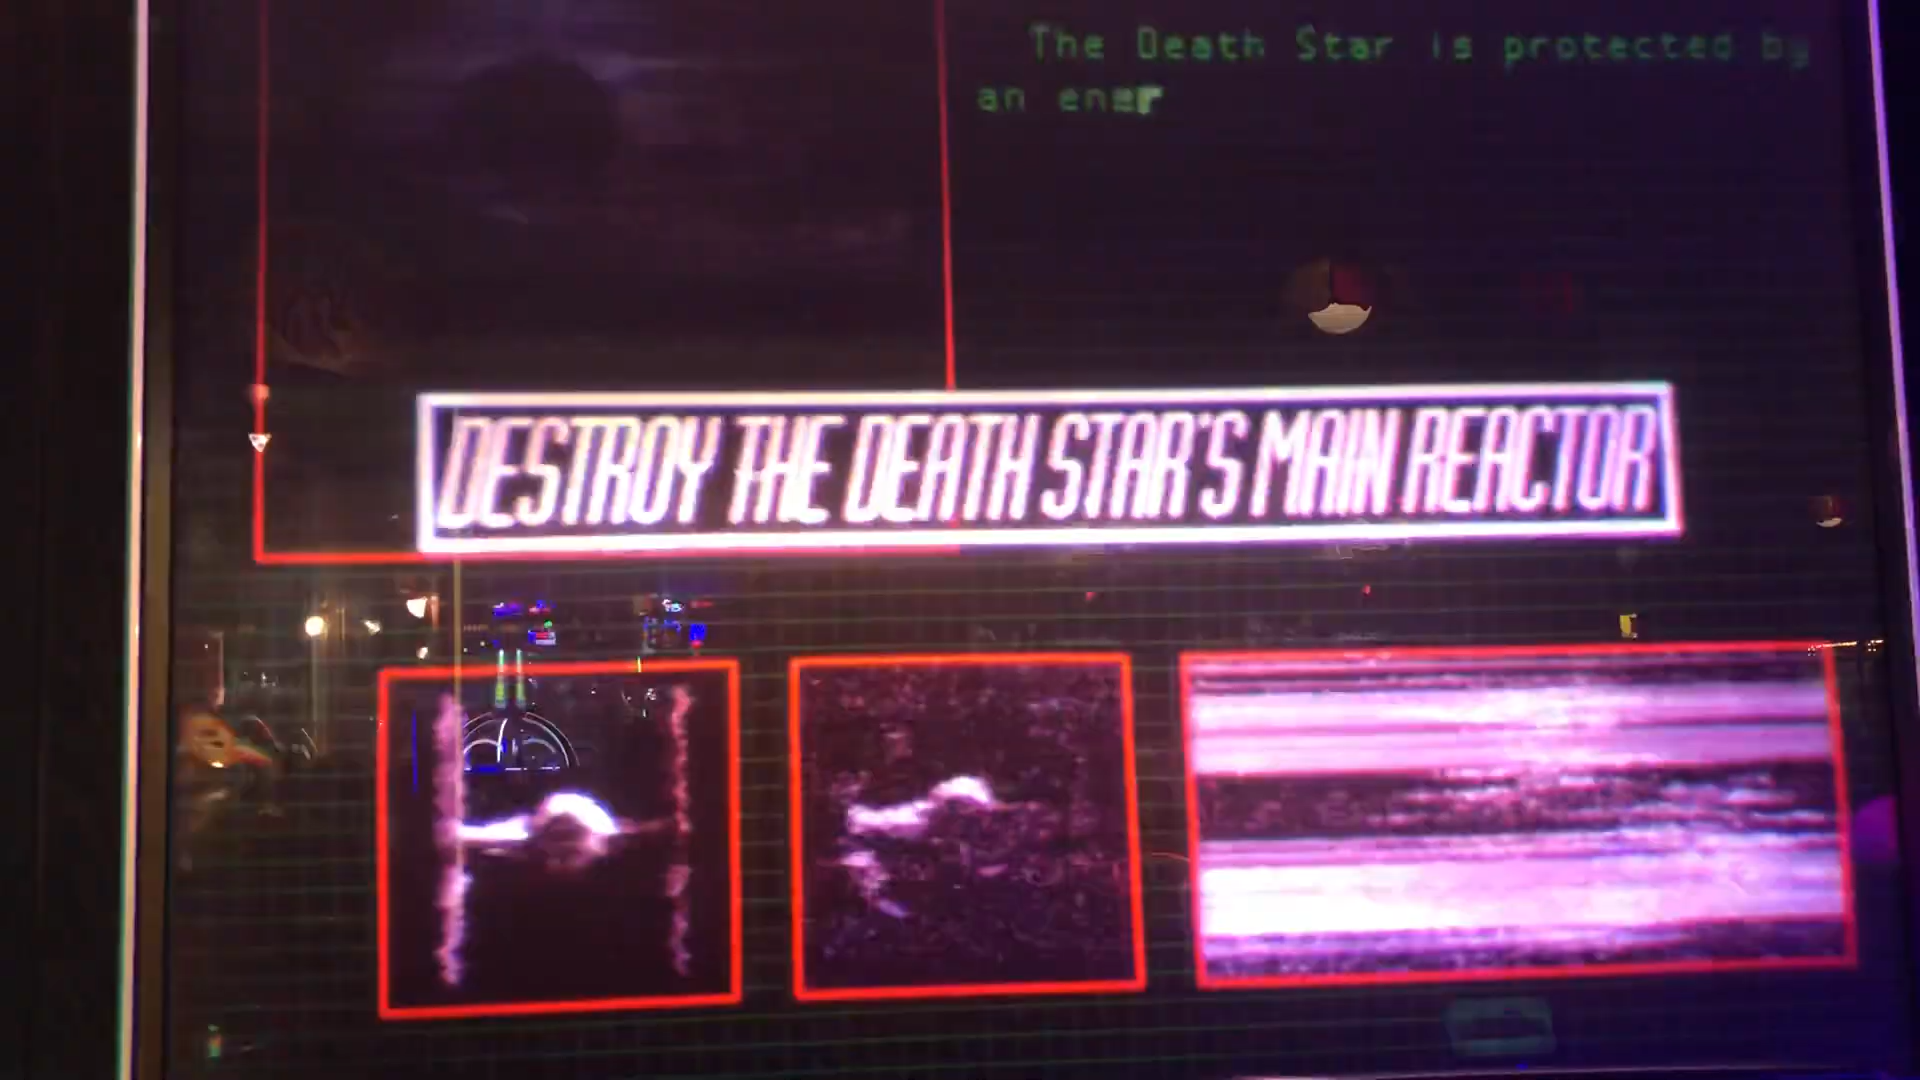 The Death Star is protected by
an ener
DESTROY THE DEATH STAR'S MAIN REACTOR